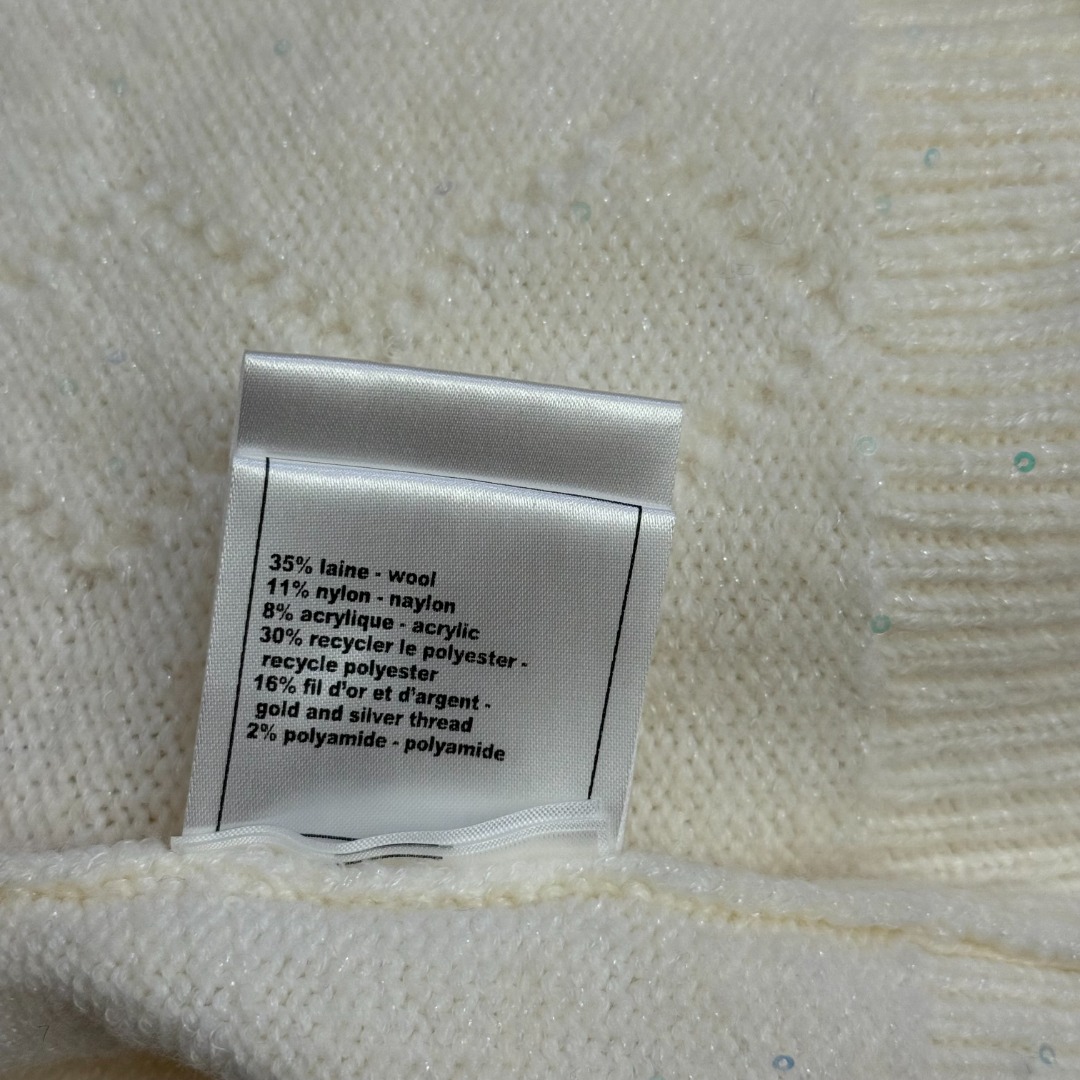 35% laine - wool
11% nylon - naylon
8% acrylique - acrylic
30% recycler le polyester -
recycle polyester
16% fil d'or et d'argent -
gold and silver thread
2% polyamide - polyamide